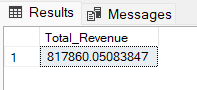 Results Messages
Total_Revenue
1 817860.05083847